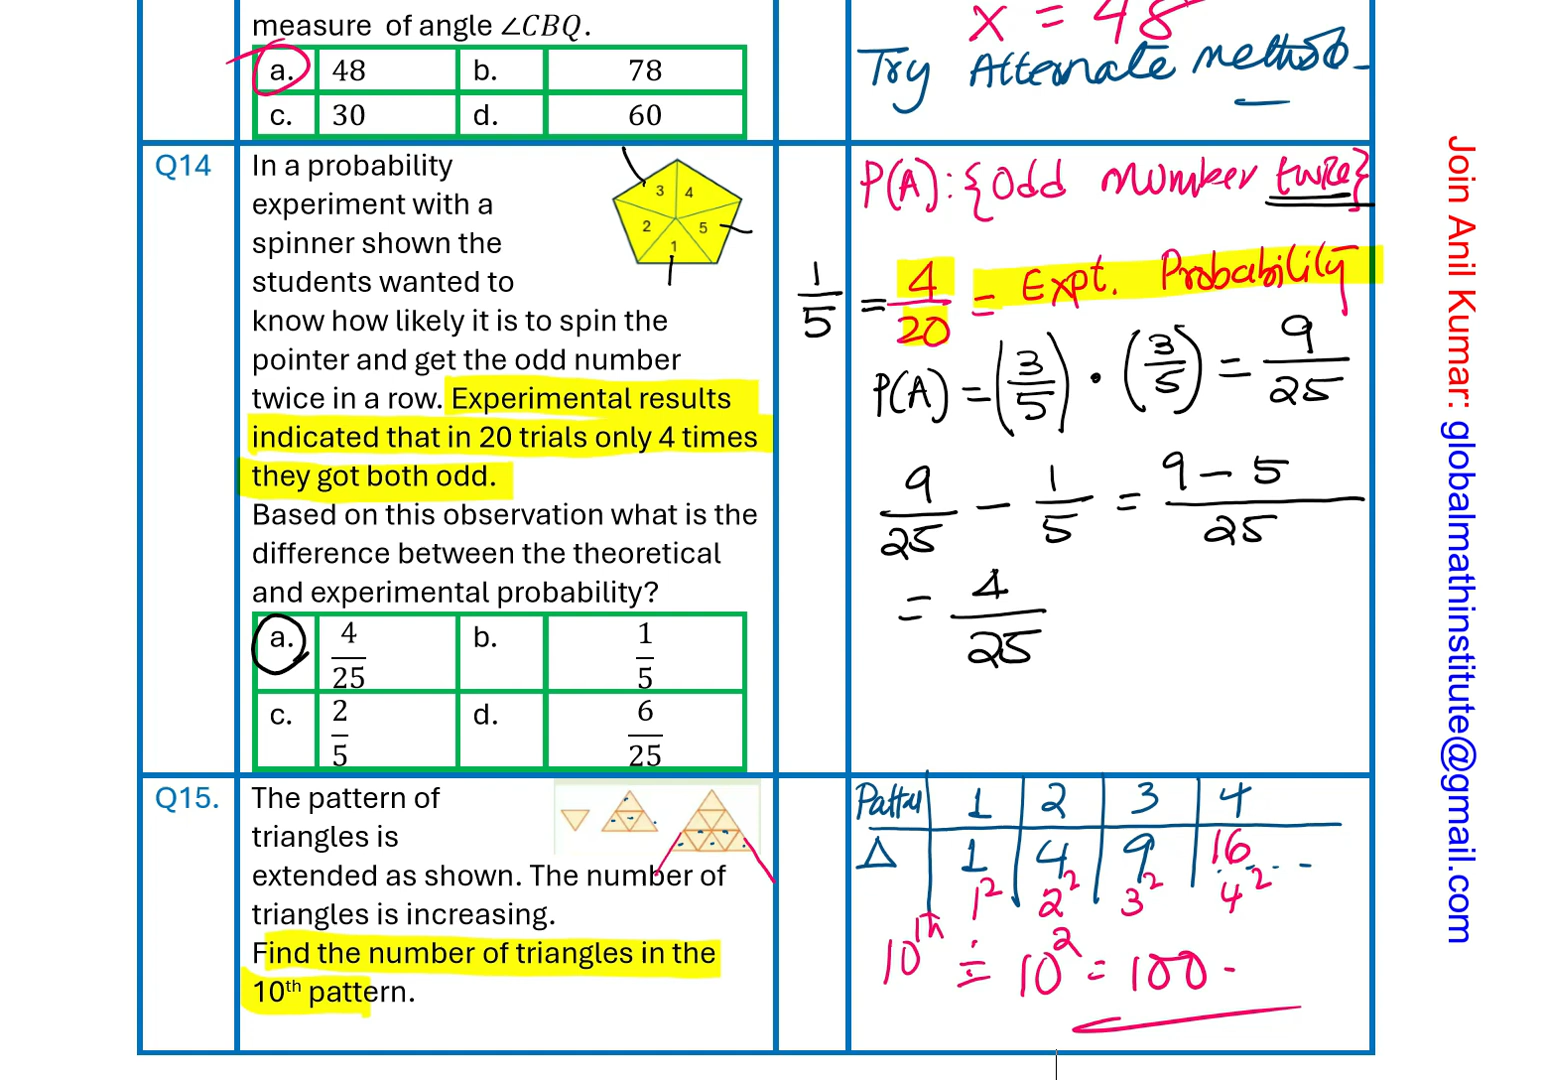 measure of angle ∠CBQ.
a. 48 b. 78
c. 30 d. 60
x = 48
Try Alternate method
Q14
In a probability
experiment with a
spinner shown the
students wanted to
know how likely it is to spin the
pointer and get the odd number
twice in a row. Experimental results
indicated that in 20 trials only 4 times
they got both odd.
Based on this observation what is the
difference between the theoretical
and experimental probability?
3 4
2 5
1
a. 4/25 b. 1/5
c. 2/5 d. 6/25
P(A): {Odd Number twice}
1/5 = 4/20 = Expt. Probability
P(A) = (3/5) · (3/5) = 9/25
9/25 − 1/5 = 9 − 5/25
= 4/25
Q15.
The pattern of
triangles is
extended as shown. The number of
triangles is increasing.
Find the number of triangles in the
10th pattern.
1 2 3 4
Δ 1 4 9 16 ...
1² 2² 3² 4²
10th = 10² = 100
Join Anil Kumar: globalmathinstitute@gmail.com